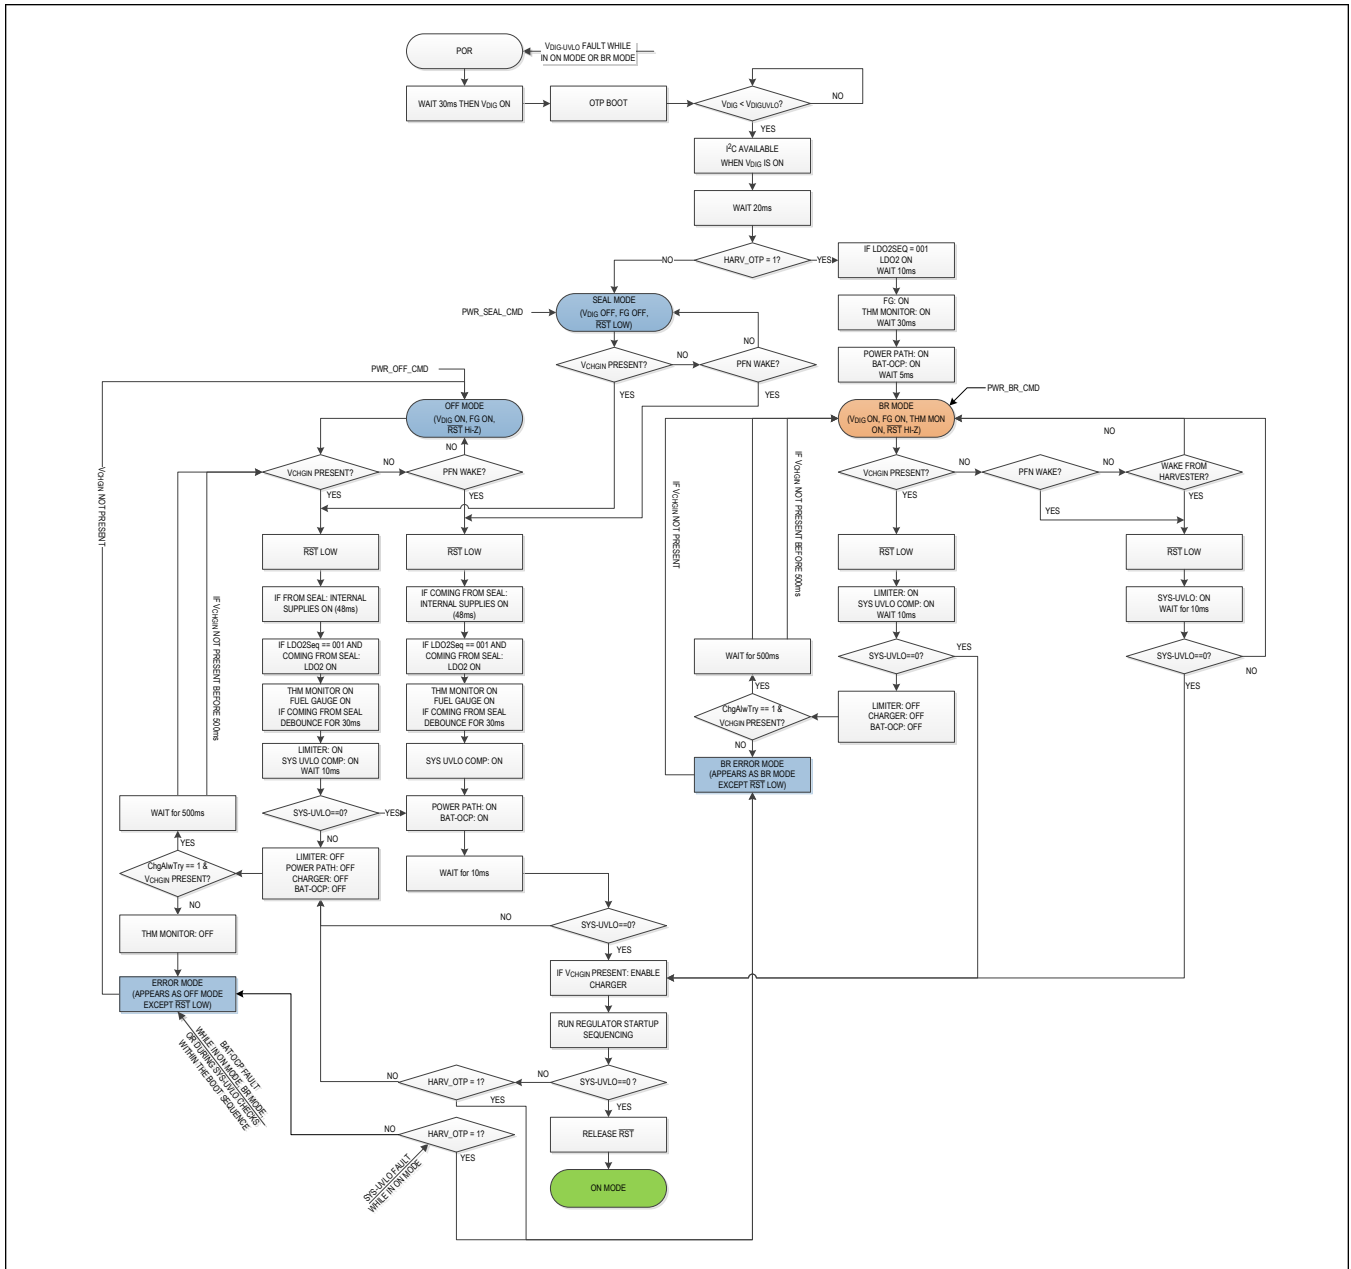 POR
VDIG-UVLO FAULT WHILE
IN ON MODE OR BR MODE
WAIT 30ms THEN VDIG ON
OTP BOOT
VDIG < VDIGUVLO?
NO
YES
I2C AVAILABLE
WHEN VDIG IS ON
WAIT 20ms
HARV_OTP = 1?
NO
YES
IF LDO2SEQ = 001
LDO2 ON
WAIT 10ms
FG: ON
THM MONITOR: ON
WAIT 30ms
POWER PATH: ON
BAT-OCP: ON
WAIT 5ms
PWR_SEAL_CMD
SEAL MODE
(VDIG OFF, FG OFF,
RST LOW)
VCHGIN PRESENT?
NO
PFN WAKE?
NO
YES
YES
PWR_OFF_CMD
OFF MODE
(VDIG ON, FG ON,
RST HI-Z)
NO
VCHGIN PRESENT?
NO
PFN WAKE?
YES
YES
PWR_BR_CMD
BR MODE
(VDIG ON, FG ON, THM MON
ON, RST HI-Z)
NO
VCHGIN PRESENT?
NO
PFN WAKE?
NO
WAKE FROM
HARVESTER?
YES
YES
YES
VCHGIN NOT PRESENT
IF VCHGIN NOT PRESENT BEFORE 500ms
IF VCHGIN NOT PRESENT
IF VCHGIN NOT PRESENT BEFORE 500ms
RST LOW
IF FROM SEAL: INTERNAL
SUPPLIES ON (48ms)
IF LDO2Seq == 001 AND
COMING FROM SEAL:
LDO2 ON
THM MONITOR ON
FUEL GAUGE ON
IF COMING FROM SEAL
DEBOUNCE FOR 30ms
LIMITER: ON
SYS UVLO COMP: ON
WAIT 10ms
SYS-UVLO==0?
YES
NO
LIMITER: OFF
POWER PATH: OFF
CHARGER: OFF
BAT-OCP: OFF
RST LOW
IF COMING FROM SEAL:
INTERNAL SUPPLIES ON
(48ms)
IF LDO2Seq == 001 AND
COMING FROM SEAL:
LDO2 ON
THM MONITOR ON
FUEL GAUGE ON
IF COMING FROM SEAL
DEBOUNCE FOR 30ms
SYS UVLO COMP: ON
POWER PATH: ON
BAT-OCP: ON
WAIT for 10ms
RST LOW
LIMITER: ON
SYS UVLO COMP: ON
WAIT 10ms
SYS-UVLO==0?
YES
NO
LIMITER: OFF
CHARGER: OFF
BAT-OCP: OFF
WAIT for 500ms
YES
ChgAlwTry == 1 &
VCHGIN PRESENT?
NO
BR ERROR MODE
(APPEARS AS BR MODE
EXCEPT RST LOW)
RST LOW
SYS-UVLO: ON
WAIT for 10ms
SYS-UVLO==0?
NO
YES
WAIT for 500ms
YES
ChgAlwTry == 1 &
VCHGIN PRESENT?
NO
THM MONITOR: OFF
ERROR MODE
(APPEARS AS OFF MODE
EXCEPT RST LOW)
BAT-OCP FAULT
WHILE IN ON MODE, BR MODE,
OR DURING SYS-UVLO CHECKS
WITHIN THE BOOT SEQUENCE
SYS-UVLO==0?
NO
YES
IF VCHGIN PRESENT: ENABLE
CHARGER
RUN REGULATOR STARTUP
SEQUENCING
SYS-UVLO==0 ?
NO
YES
HARV_OTP = 1?
NO
YES
RELEASE RST
HARV_OTP = 1?
NO
YES
SYS-UVLO FAULT
WHILE IN ON MODE
ON MODE